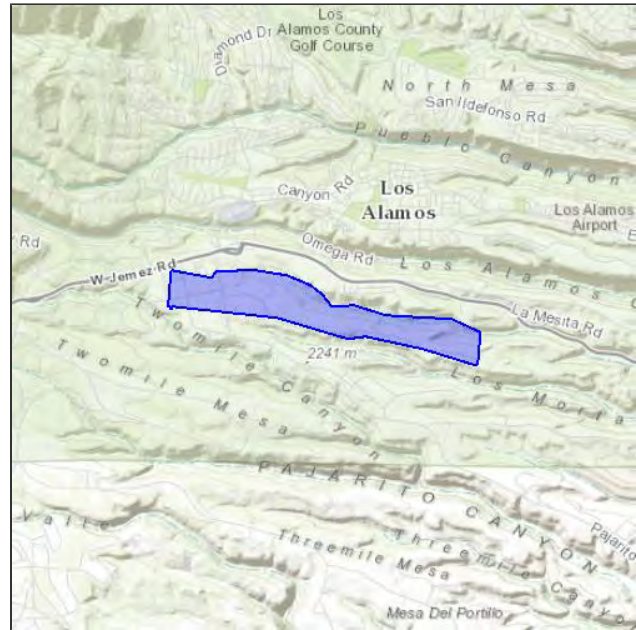 Los
Alamos County
Golf Course
Diamond Dr
North Mesa
San Ildefonso Rd
Pueblo Canyon
Canyon Rd
Los
Alamos
Los Alamos
Airport
Rd
Omega Rd
W Jemez Rd
Los Alamos
La Mesita Rd
Twomile Canyon
2241 m
Twomile Mesa
Los Morta
PAJARITO CANYON
Valle
Pajarito
Threemile Mesa
Threemile Canyon
Mesa Del Portillo